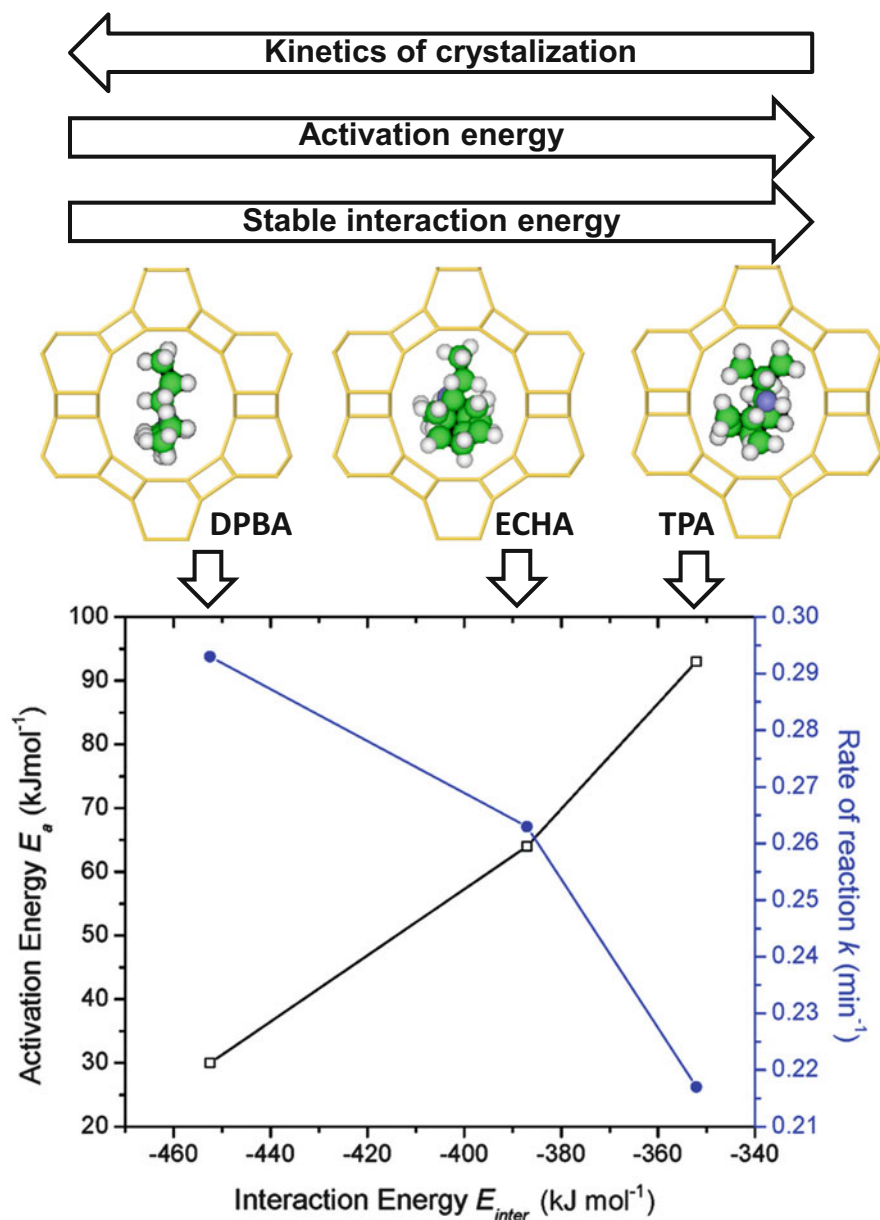 Kinetics of crystalization
Activation energy
Stable interaction energy
DPBA ECHA TPA
100
90
80
70
60
50
40
30
20
Activation Energy Ea (kJmol-1)
0.30
0.29
0.28
0.27
0.26
0.25
0.24
0.23
0.22
0.21
Rate of reaction k (min-1)
-460 -440 -420 -400 -380 -360 -340
Interaction Energy Einter (kJ mol-1)